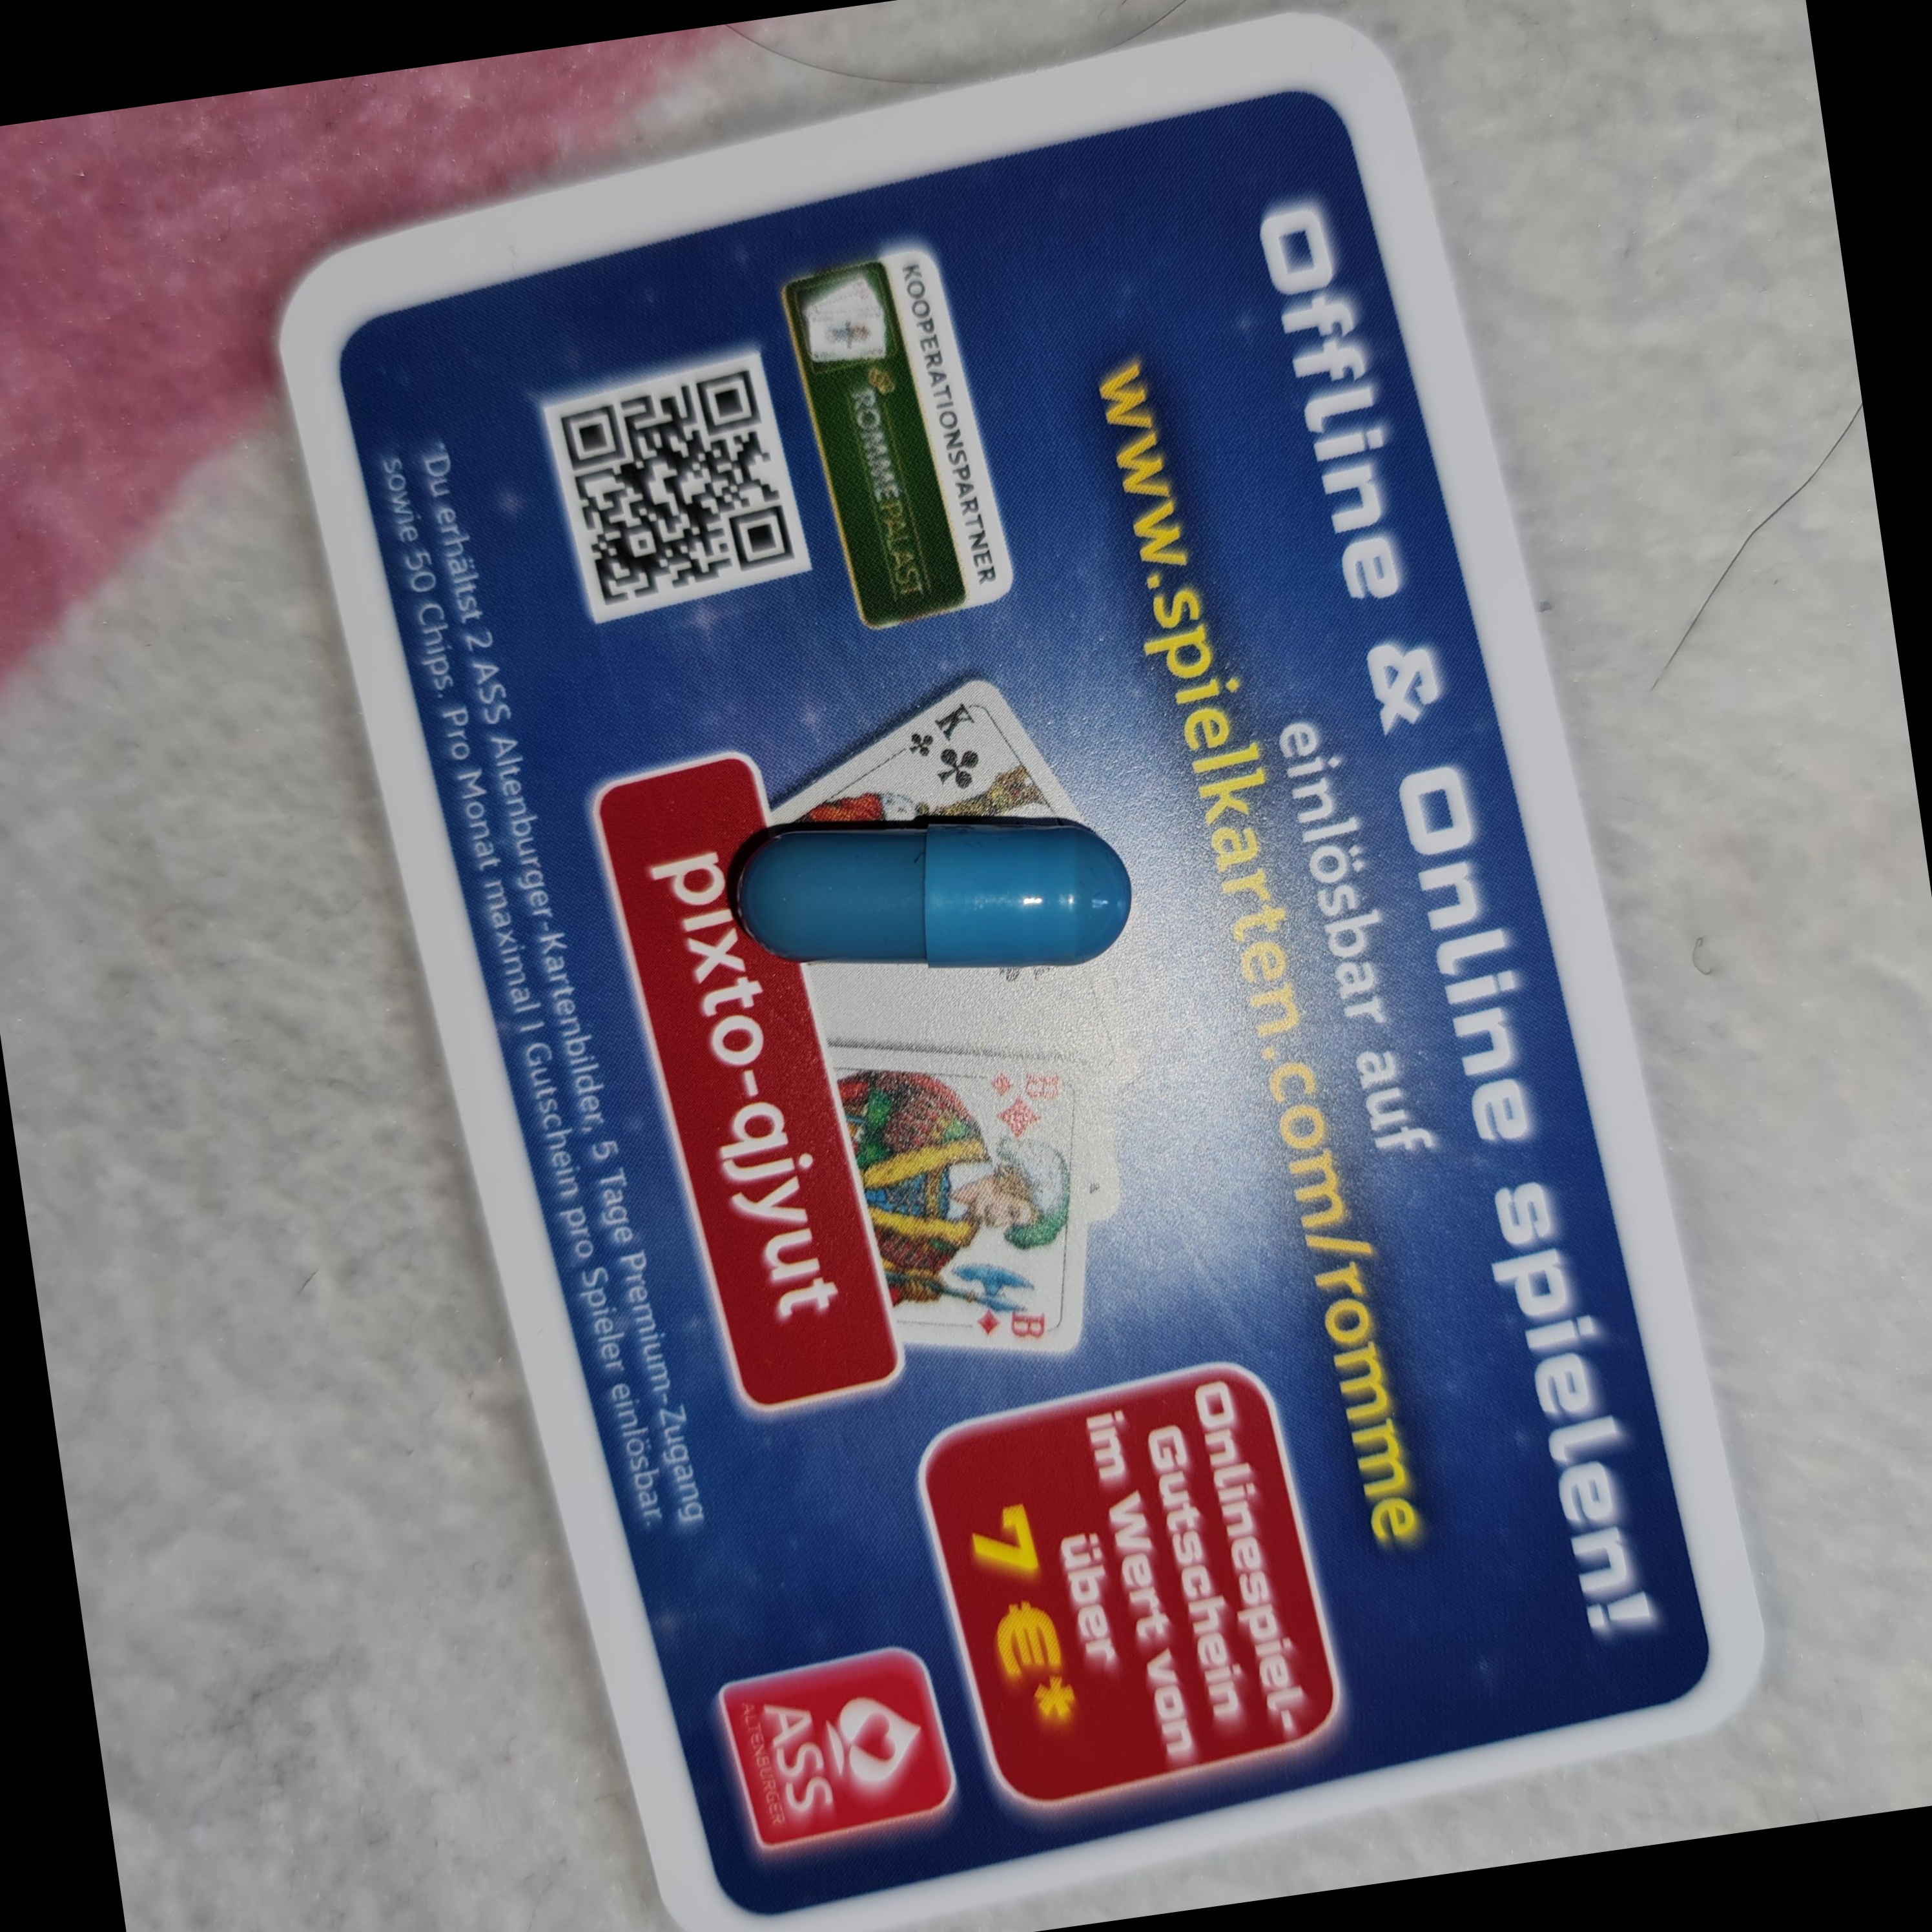 Offline & Online spielen!
einlösbar auf
www.spielkarten.com/romme
KOOPERATIONSPARTNER
ROMMÉ PALAST
K
B
B
pixto-qjyut
Onlinespiel-
Gutschein
im Wert von
über
7 €*
ASS
ALTENBURGER
*Du erhältst 2 ASS Altenburger-Kartenbilder, 5 Tage Premium-Zugang
sowie 50 Chips. Pro Monat maximal 1 Gutschein pro Spieler einlösbar.